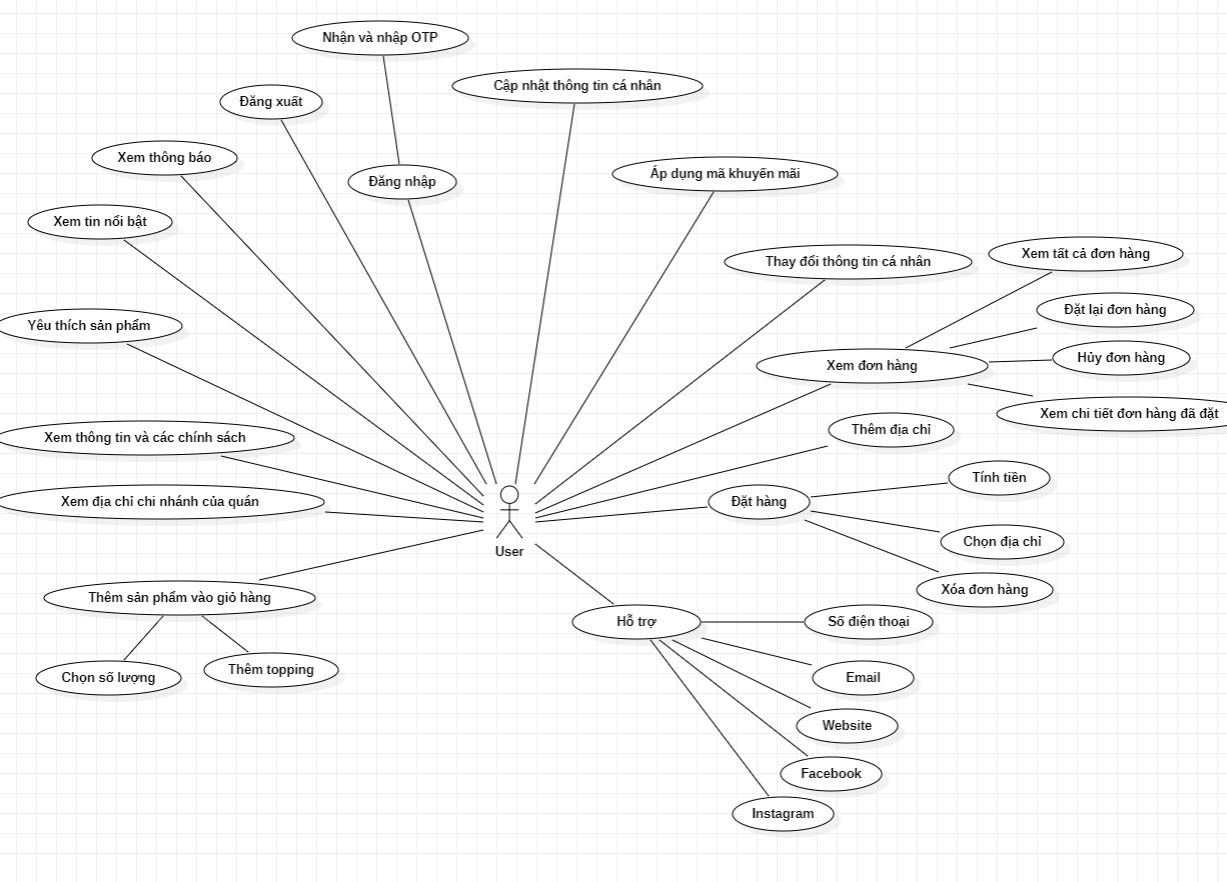 Nhận và nhập OTP
Cập nhật thông tin cá nhân
Đăng xuất
Xem thông báo
Áp dụng mã khuyến mãi
Đăng nhập
Xem tin nổi bật
Xem tất cả đơn hàng
Thay đổi thông tin cá nhân
Đặt lại đơn hàng
Yêu thích sản phẩm
Hủy đơn hàng
Xem đơn hàng
Xem chi tiết đơn hàng đã đặt
Thêm địa chỉ
Xem thông tin và các chính sách
Tính tiền
Xem địa chỉ chi nhánh của quán
Đặt hàng
Chọn địa chỉ
User
Xóa đơn hàng
Thêm sản phẩm vào giỏ hàng
Hỗ trợ
Số điện thoại
Chọn số lượng
Thêm topping
Email
Website
Facebook
Instagram